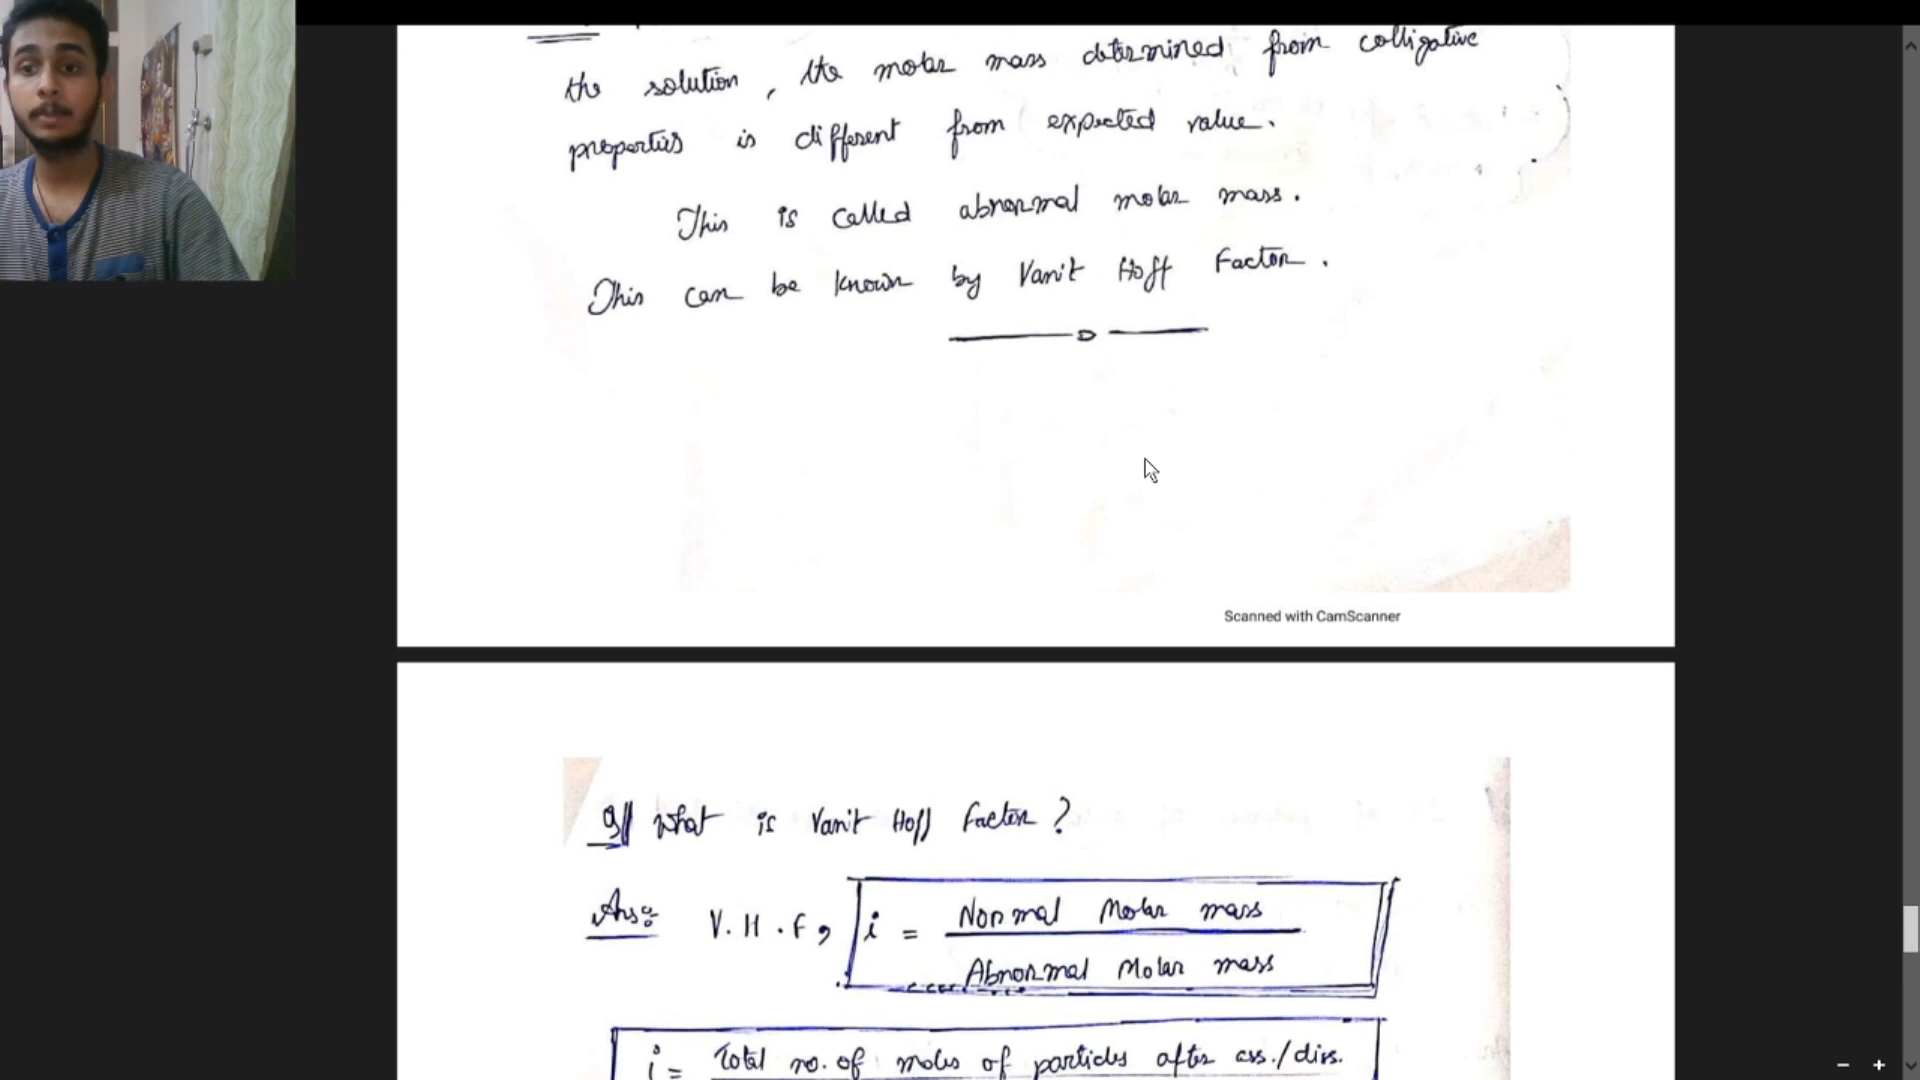 the solution, the molar mass determined from colligative
properties is different from expected value.
This is called abnormal molar mass.
This can be known by Van't Hoff Factor.
Scanned with CamScanner
Q// What is Van't Hoff Factor?
Ans:
V.H.F, i = Normal Molar mass
Abnormal Molar mass
i = Total no. of moles of particles after ass./diss.